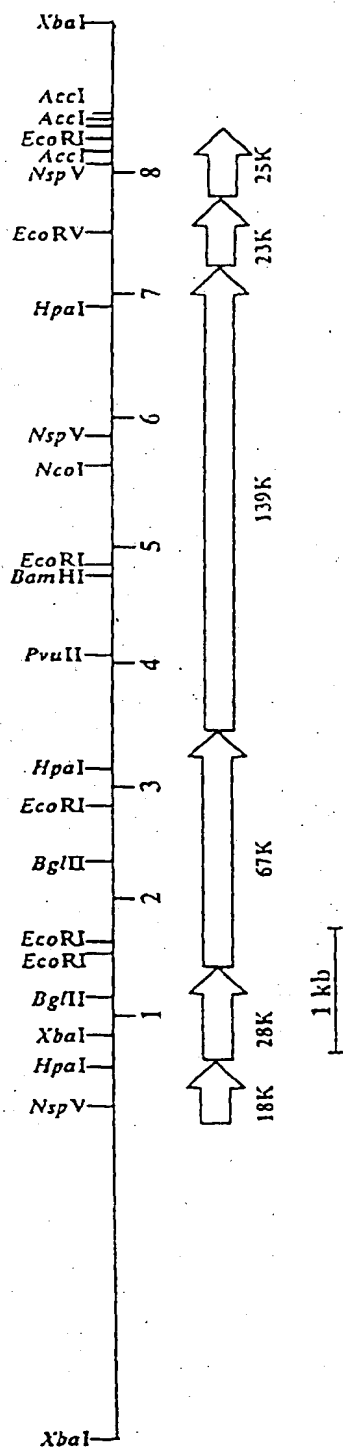 XbaI
AccI
AccI
EcoRI
AccI
NspV
EcoRV
HpaI
NspV
NcoI
EcoRI
BamHI
PvuII
HpaI
EcoRI
BglII
EcoRI
EcoRI
BglII
XbaI
HpaI
NspV
XbaI
8
7
6
5
4
3
2
1
25K
23K
139K
67K
28K
18K
1 kb